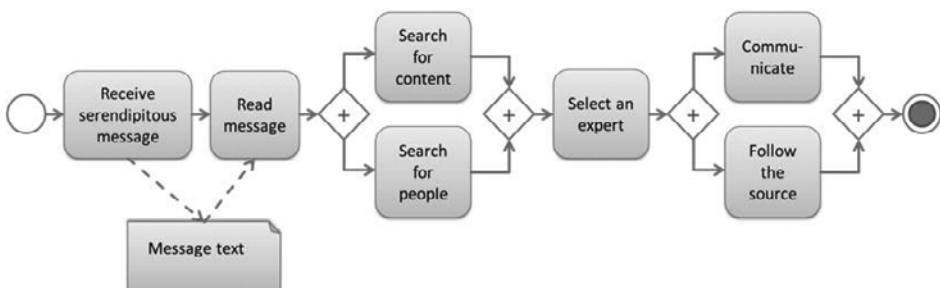 Receive
serendipitous
message
Read
message
Message text
+
Search
for
content
Search
for
people
+
Select an
expert
+
Commu-
nicate
Follow
the
source
+